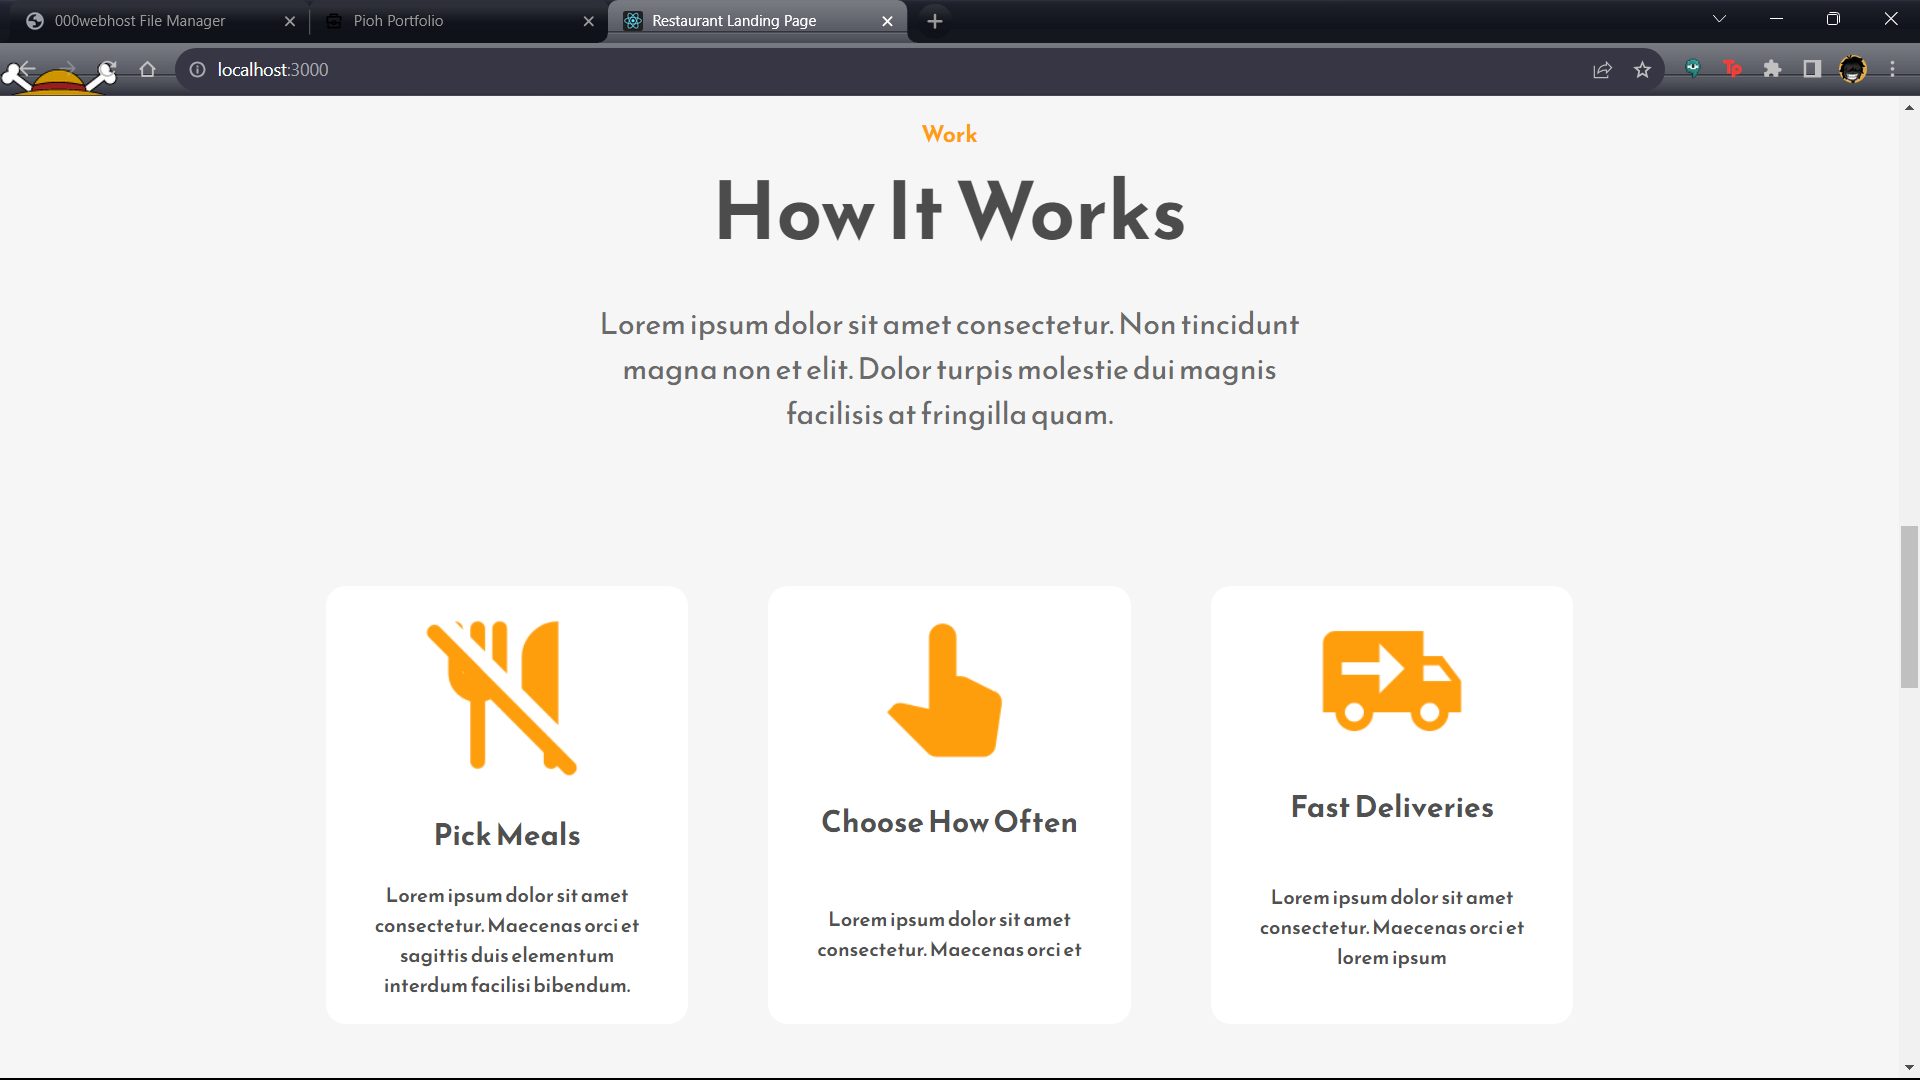 000webhost File Manager
Pioh Portfolio
Restaurant Landing Page
localhost:3000
Tp
Work
How It Works
Lorem ipsum dolor sit amet consectetur. Non tincidunt
magna non et elit. Dolor turpis molestie dui magnis
facilisis at fringilla quam.
Pick Meals
Lorem ipsum dolor sit amet
consectetur. Maecenas orci et
sagittis duis elementum
interdum facilisi bibendum.
Choose How Often
Lorem ipsum dolor sit amet
consectetur. Maecenas orci et
Fast Deliveries
Lorem ipsum dolor sit amet
consectetur. Maecenas orci et
lorem ipsum